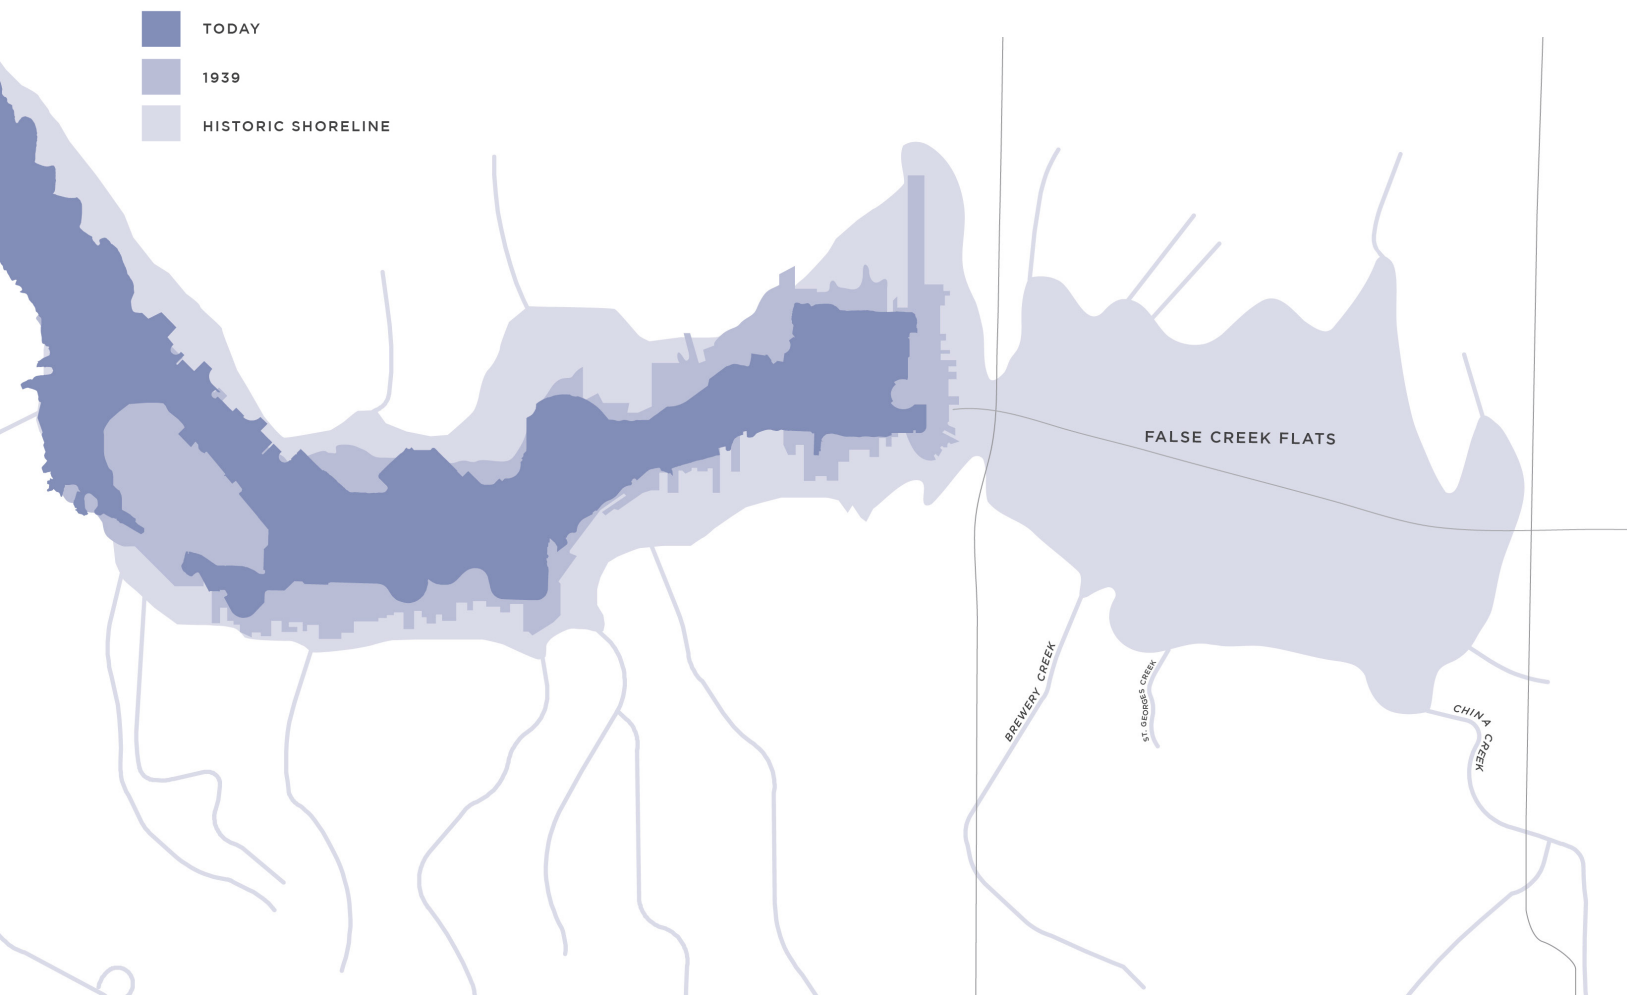 TODAY
1939
HISTORIC SHORELINE
FALSE CREEK FLATS
BREWERY CREEK
ST. GEORGES CREEK
CHINA CREEK